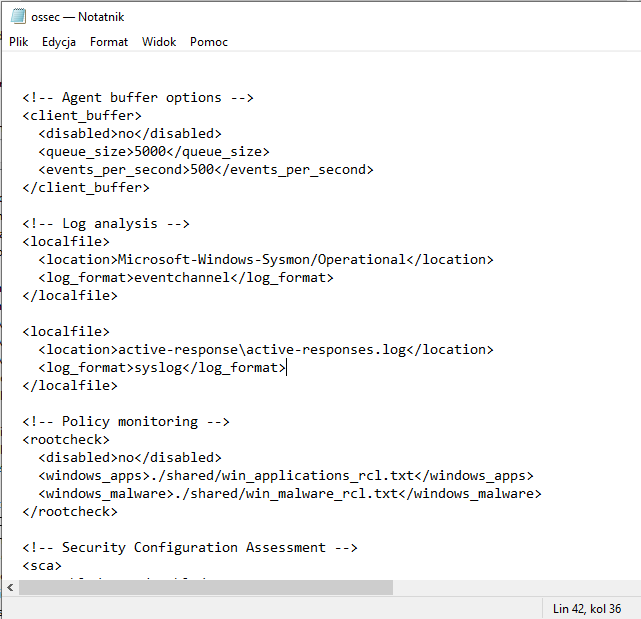 ossec — Notatnik
Plik Edycja Format Widok Pomoc
<!-- Agent buffer options -->
<client_buffer>
<disabled>no</disabled>
<queue_size>5000</queue_size>
<events_per_second>500</events_per_second>
</client_buffer>
<!-- Log analysis -->
<localfile>
<location>Microsoft-Windows-Sysmon/Operational</location>
<log_format>eventchannel</log_format>
</localfile>
<localfile>
<location>active-response\active-responses.log</location>
<log_format>syslog</log_format>
</localfile>
<!-- Policy monitoring -->
<rootcheck>
<disabled>no</disabled>
<windows_apps>./shared/win_applications_rcl.txt</windows_apps>
<windows_malware>./shared/win_malware_rcl.txt</windows_malware>
</rootcheck>
<!-- Security Configuration Assessment -->
<sca>
Lin 42, kol 36